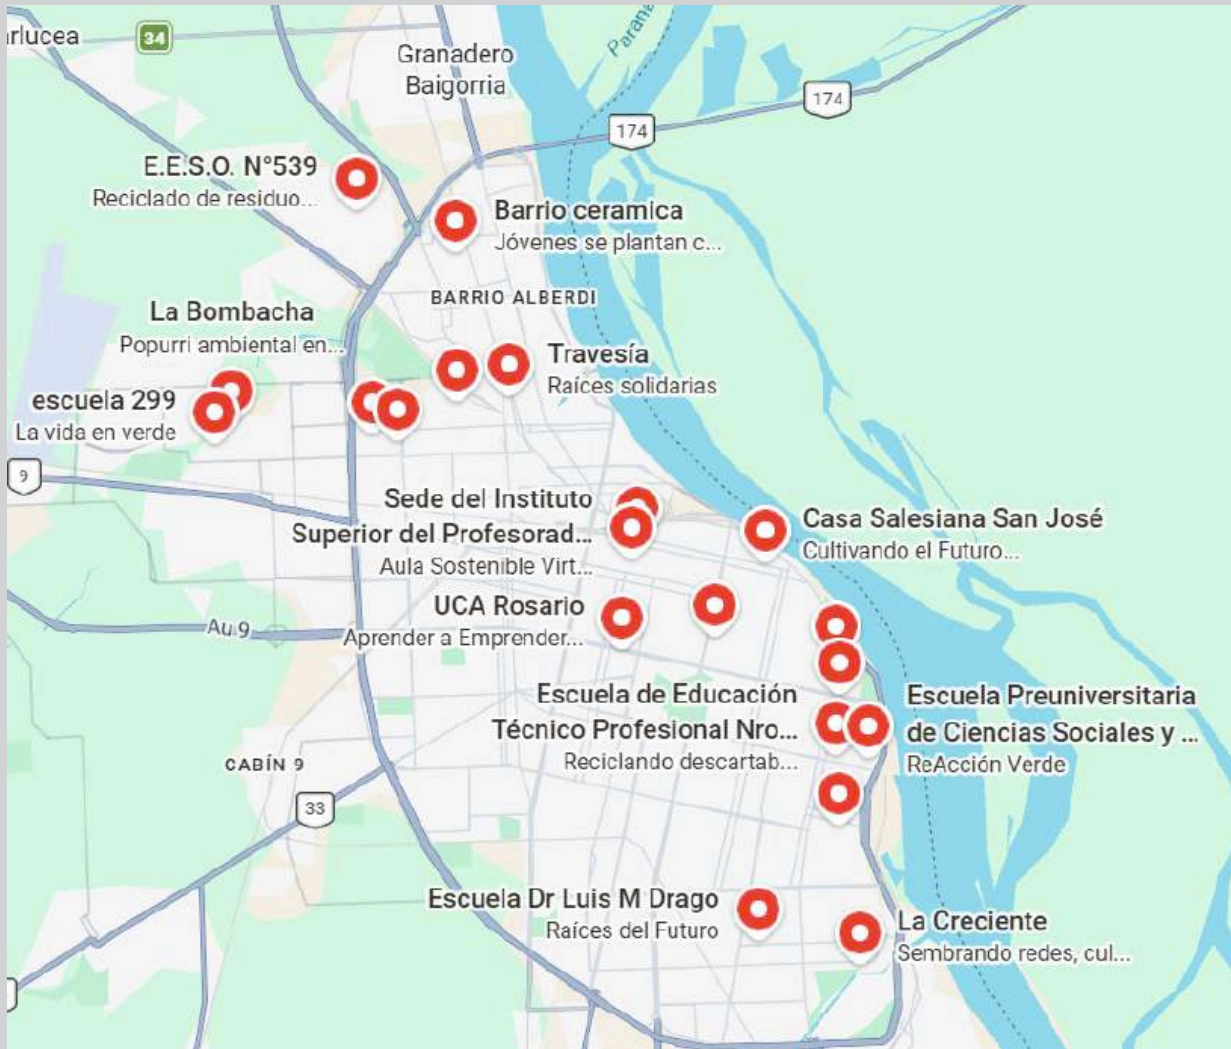 34
Granadero
Baigorria
174
174
E.E.S.O. N°539
Reciclado de residuo...
Barrio ceramica
Jóvenes se plantan c...
BARRIO ALBERDI
La Bombacha
Popurri ambiental en...
Travesía
Raíces solidarias
escuela 299
La vida en verde
9
Sede del Instituto
Superior del Profesorad...
Aula Sostenible Virt...
Casa Salesiana San José
Cultivando el Futuro...
UCA Rosario
Aprender a Emprender...
Au 9
Escuela de Educación
Técnico Profesional Nro...
Reciclando descartab...
Escuela Preuniversitaria
de Ciencias Sociales y ...
ReAcción Verde
CABÍN 9
33
Escuela Dr Luis M Drago
Raíces del Futuro
La Creciente
Sembrando redes, cul...